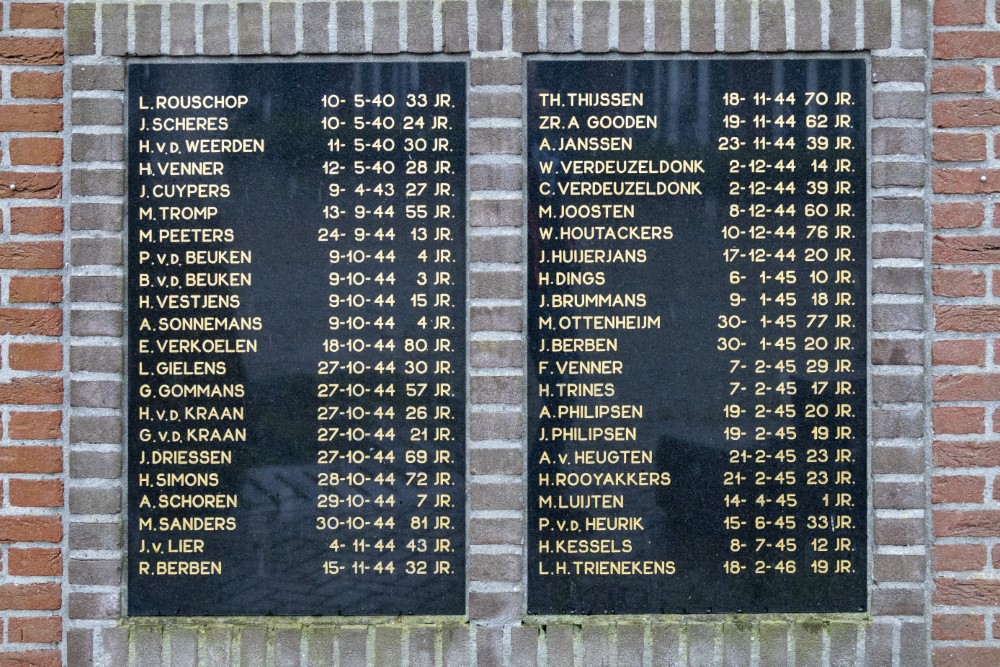 L. ROUSCHOP 10- 5-40 33 JR.
J. SCHERES 10- 5-40 24 JR.
H. V.D. WEERDEN 11- 5-40 30 JR.
H. VENNER 12- 5-40 28 JR.
J. CUYPERS 9- 4-43 27 JR.
M. TROMP 13- 9-44 55 JR.
M. PEETERS 24- 9-44 13 JR.
P. V.D. BEUKEN 9-10-44 4 JR.
B. V.D. BEUKEN 9-10-44 3 JR.
H. VESTJENS 9-10-44 15 JR.
A. SONNEMANS 9-10-44 4 JR.
E. VERKOELEN 18-10-44 80 JR.
L. GIELENS 27-10-44 30 JR.
G. GOMMANS 27-10-44 57 JR.
H. V.D. KRAAN 27-10-44 26 JR.
G. V.D. KRAAN 27-10-44 21 JR.
J. DRIESSEN 27-10-44 69 JR.
H. SIMONS 28-10-44 72 JR.
A. SCHOREN 29-10-44 7 JR.
M. SANDERS 30-10-44 81 JR.
J. V. LIER 4-11-44 43 JR.
R. BERBEN 15-11-44 32 JR.
TH. THIJSSEN 18-11-44 70 JR.
ZR. A GOODEN 19-11-44 62 JR.
A. JANSSEN 23-11-44 39 JR.
W. VERDEUZELDONK 2-12-44 14 JR.
C. VERDEUZELDONK 2-12-44 39 JR.
M. JOOSTEN 8-12-44 60 JR.
W. HOUTACKERS 10-12-44 76 JR.
J. HUIJERJANS 17-12-44 20 JR.
H. DINGS 6- 1-45 10 JR.
J. BRUMMANS 9- 1-45 18 JR.
M. OTTENHEIJM 30- 1-45 77 JR.
J. BERBEN 30- 1-45 20 JR.
F. VENNER 7- 2-45 29 JR.
H. TRINES 7- 2-45 17 JR.
A. PHILIPSEN 19- 2-45 20 JR.
J. PHILIPSEN 19- 2-45 19 JR.
A. V. HEUGTEN 21-2-45 23 JR.
H. ROOYAKKERS 21- 2-45 23 JR.
M. LUIJTEN 14- 4-45 1 JR.
P. V.D. HEURIK 15- 6-45 33 JR.
H. KESSELS 8- 7-45 12 JR.
L. H. TRIENEKENS 18- 2-46 19 JR.